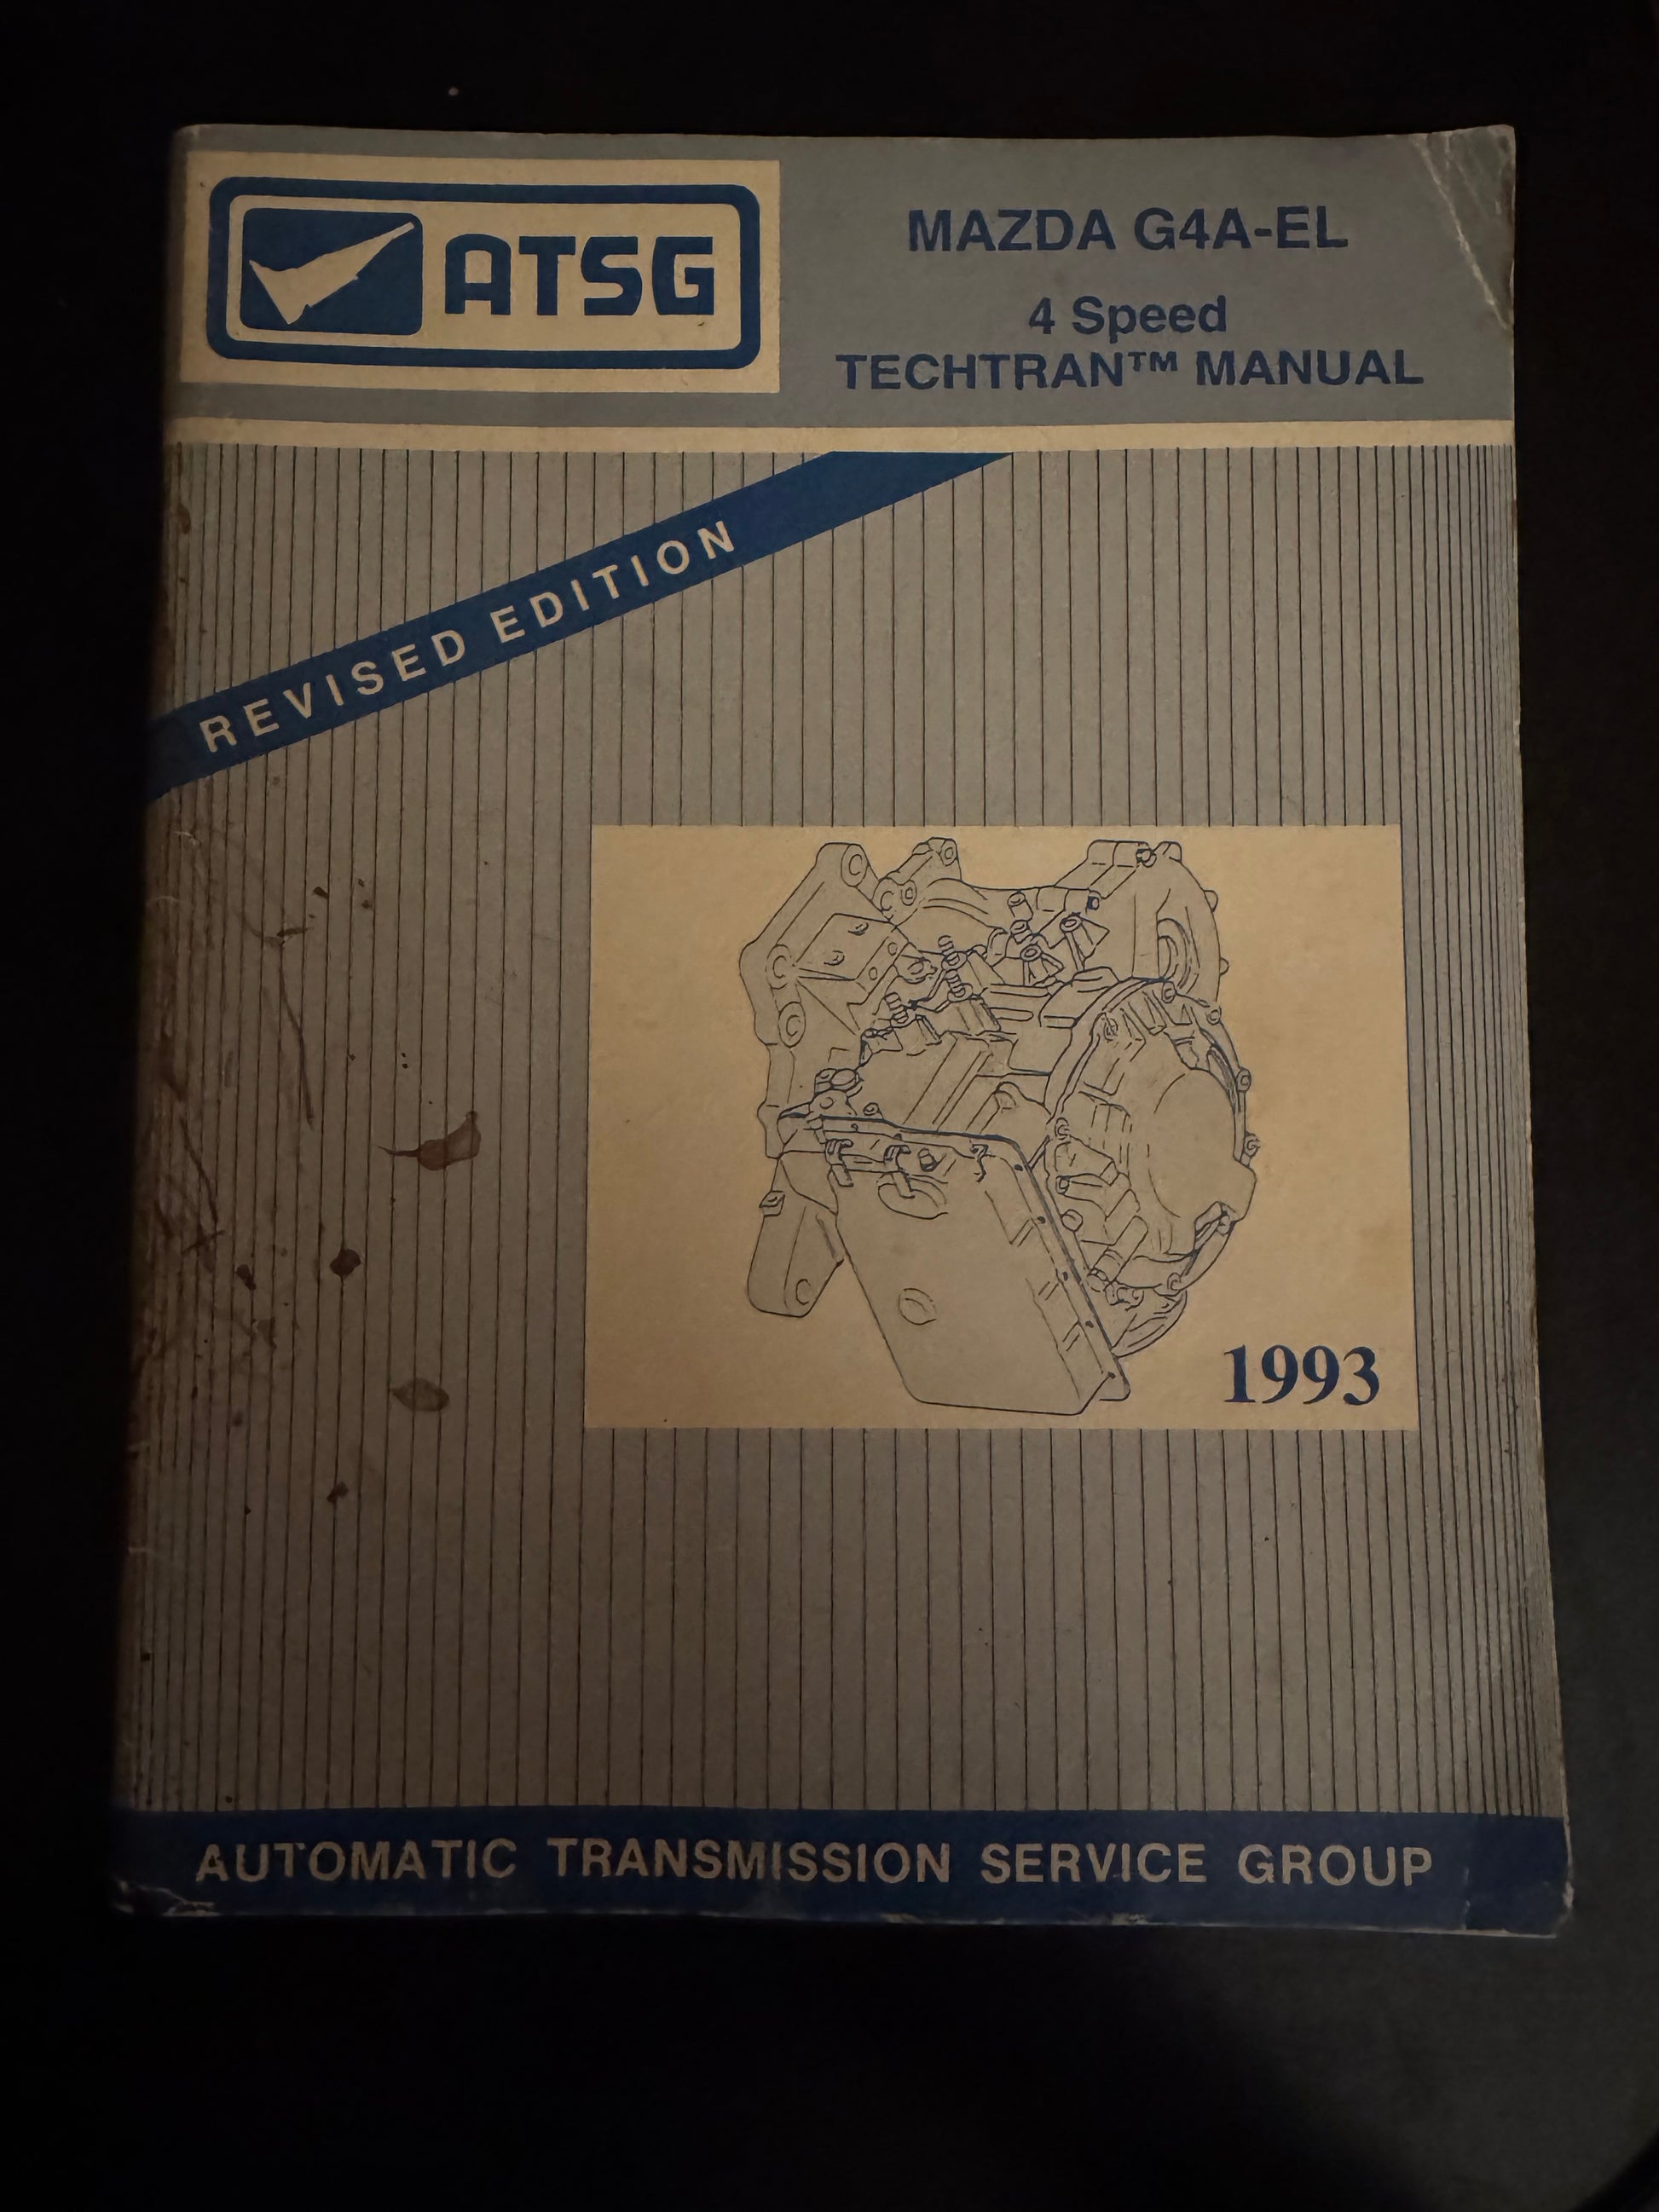 ATSG
MAZDA G4A-EL
4 Speed
TECHTRAN™ MANUAL
REVISED EDITION
1993
AUTOMATIC TRANSMISSION SERVICE GROUP